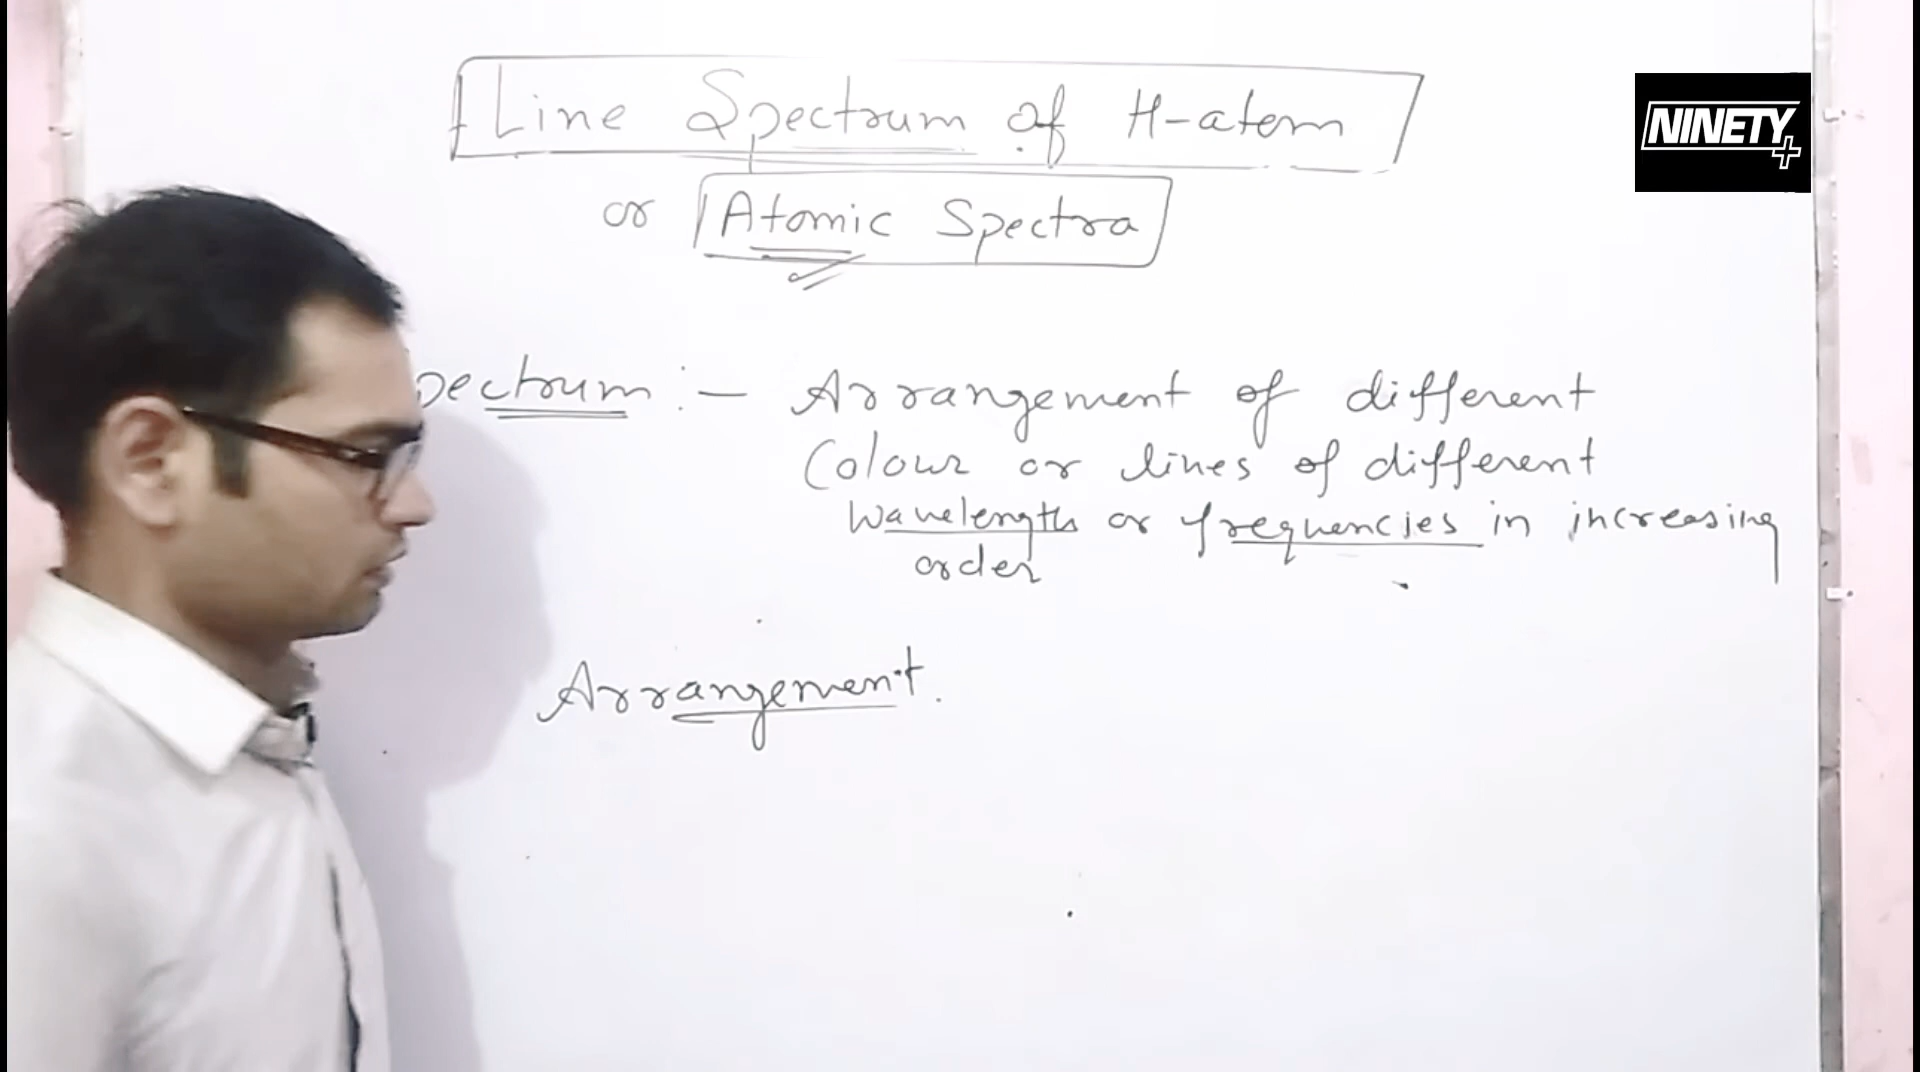 Line Spectrum of H-atom
or Atomic Spectra
pectrum :- Arrangement of different
Colour or lines of different
wavelength or frequencies in increasing
order
Arrangement.
NINETY+